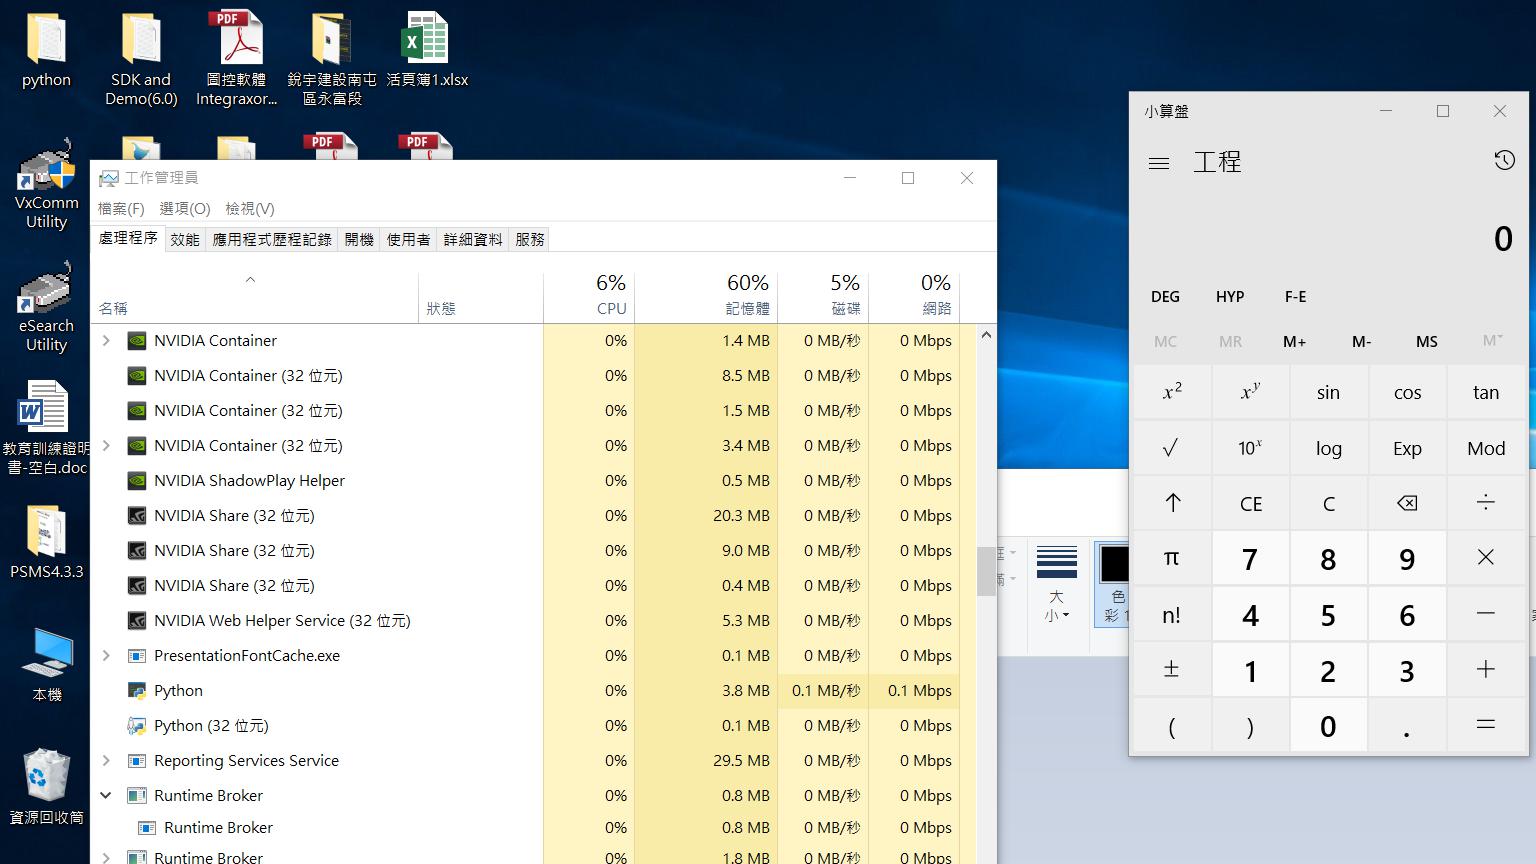 python
SDK and
Demo(6.0)
PDF
圖控軟體
Integraxor...
銳宇建設南屯
區永富段
活頁簿1.xlsx
VxComm
Utility
PDF
PDF
eSearch
Utility
教育訓練證明
書-空白.doc
PSMS4.3.3
本機
資源回收筒
工作管理員
檔案(F) 選項(O) 檢視(V)
處理程序 效能 應用程式歷程記錄 開機 使用者 詳細資料 服務
6% 60% 5% 0%
名稱 狀態 CPU 記憶體 磁碟 網路
NVIDIA Container 0% 1.4 MB 0 MB/秒 0 Mbps
NVIDIA Container (32 位元) 0% 8.5 MB 0 MB/秒 0 Mbps
NVIDIA Container (32 位元) 0% 1.5 MB 0 MB/秒 0 Mbps
NVIDIA Container (32 位元) 0% 3.4 MB 0 MB/秒 0 Mbps
NVIDIA ShadowPlay Helper 0% 0.5 MB 0 MB/秒 0 Mbps
NVIDIA Share (32 位元) 0% 20.3 MB 0 MB/秒 0 Mbps
NVIDIA Share (32 位元) 0% 9.0 MB 0 MB/秒 0 Mbps
NVIDIA Share (32 位元) 0% 0.4 MB 0 MB/秒 0 Mbps
NVIDIA Web Helper Service (32 位元) 0% 5.3 MB 0 MB/秒 0 Mbps
PresentationFontCache.exe 0% 0.1 MB 0 MB/秒 0 Mbps
Python 0% 3.8 MB 0.1 MB/秒 0.1 Mbps
Python (32 位元) 0% 0.1 MB 0 MB/秒 0 Mbps
Reporting Services Service 0% 29.5 MB 0 MB/秒 0 Mbps
Runtime Broker 0% 0.8 MB 0 MB/秒 0 Mbps
Runtime Broker 0% 0.8 MB 0 MB/秒 0 Mbps
Runtime Broker 0% 1.8 MB 0 MB/秒 0 Mbps
大
小
色
彩 1
小算盤
工程
0
DEG HYP F-E
MC MR M+ M- MS M
x² xʸ sin cos tan
√ 10ˣ log Exp Mod
↑ CE C ⌫ ÷
π 7 8 9 ×
n! 4 5 6 −
± 1 2 3 +
( ) 0 . =